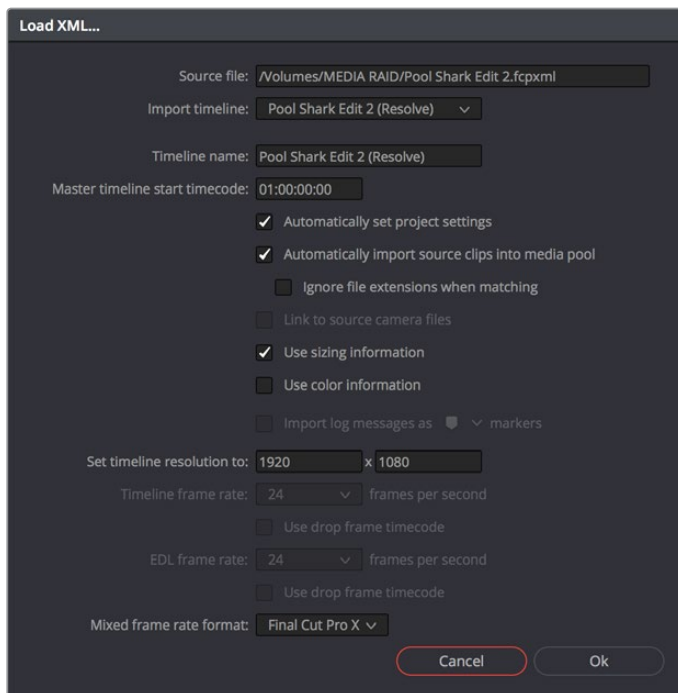 Load XML...
Source file: /Volumes/MEDIA RAID/Pool Shark Edit 2.fcpxml
Import timeline: Pool Shark Edit 2 (Resolve)
Timeline name: Pool Shark Edit 2 (Resolve)
Master timeline start timecode: 01:00:00:00
Automatically set project settings
Automatically import source clips into media pool
Ignore file extensions when matching
Link to source camera files
Use sizing information
Use color information
Import log messages as markers
Set timeline resolution to: 1920 x 1080
Timeline frame rate: 24 frames per second
Use drop frame timecode
EDL frame rate: 24 frames per second
Use drop frame timecode
Mixed frame rate format: Final Cut Pro X
Cancel Ok